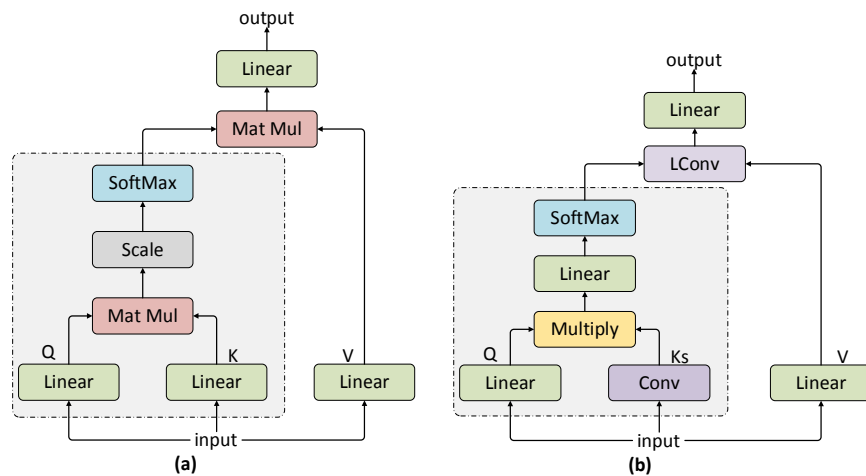 output
Linear
Mat Mul
SoftMax
Scale
Mat Mul
Q
K
V
Linear
Linear
Linear
input
(a)
output
Linear
LConv
SoftMax
Linear
Multiply
Q
Ks
V
Linear
Conv
Linear
input
(b)